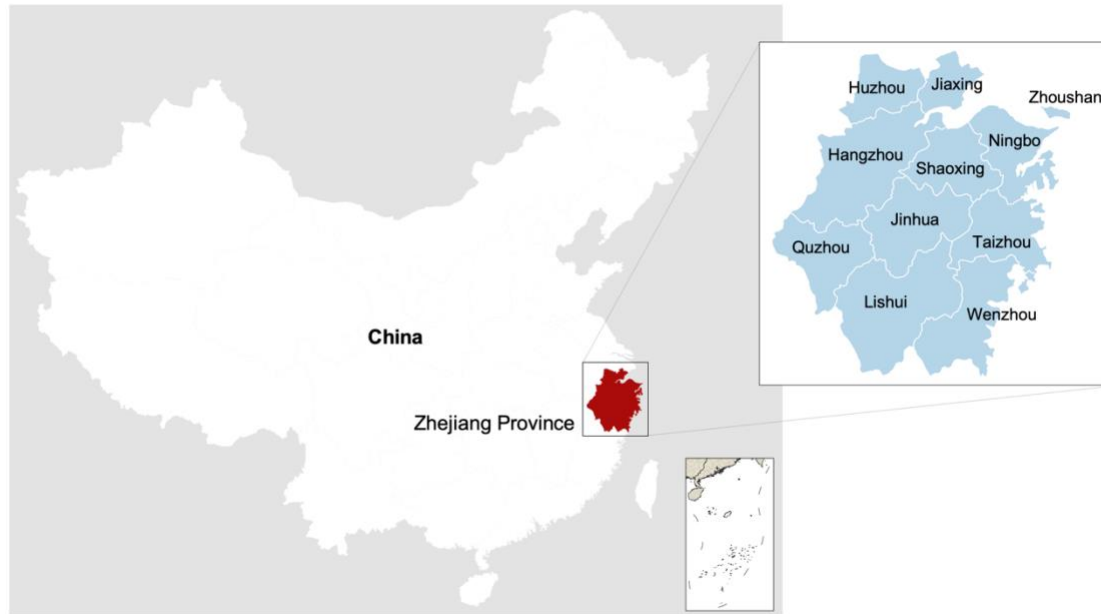 Huzhou
Jiaxing
Zhoushan
Ningbo
Hangzhou
Shaoxing
Jinhua
Quzhou
Taizhou
Lishui
Wenzhou
China
Zhejiang Province